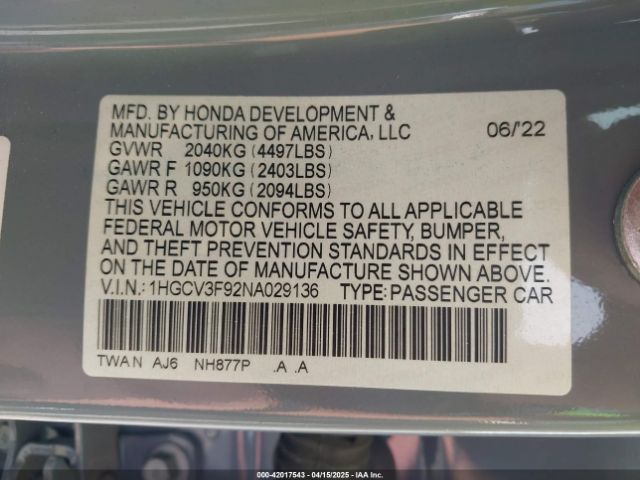 MFD. BY HONDA DEVELOPMENT &
MANUFACTURING OF AMERICA, LLC 06/'22
GVWR 2040KG (4497LBS)
GAWR F 1090KG (2403LBS)
GAWR R 950KG (2094LBS)
THIS VEHICLE CONFORMS TO ALL APPLICABLE
FEDERAL MOTOR VEHICLE SAFETY, BUMPER,
AND THEFT PREVENTION STANDARDS IN EFFECT
ON THE DATE OF MANUFACTURE SHOWN ABOVE.
V.I.N.: 1HGCV3F92NA029136 TYPE: PASSENGER CAR
TWA N AJ6 NH877P .A .A
000-42017543 - 04/15/2025 - IAA Inc.